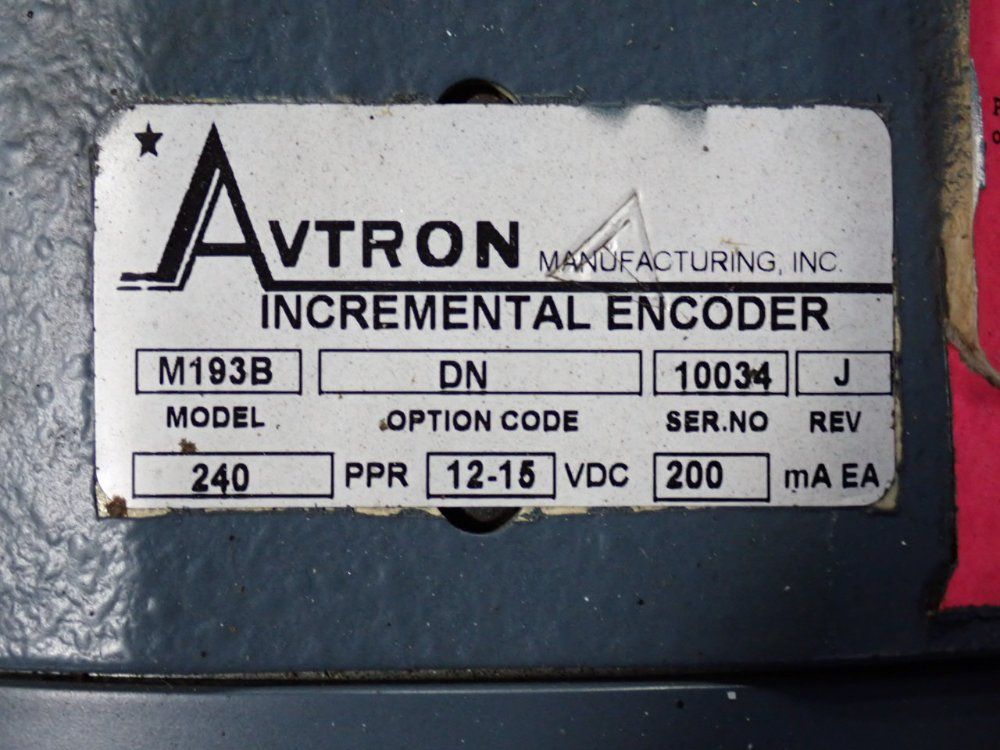 AVTRON MANUFACTURING, INC.
INCREMENTAL ENCODER
M193B DN 10034 J
MODEL OPTION CODE SER.NO REV
240 PPR 12-15 VDC 200 mA EA